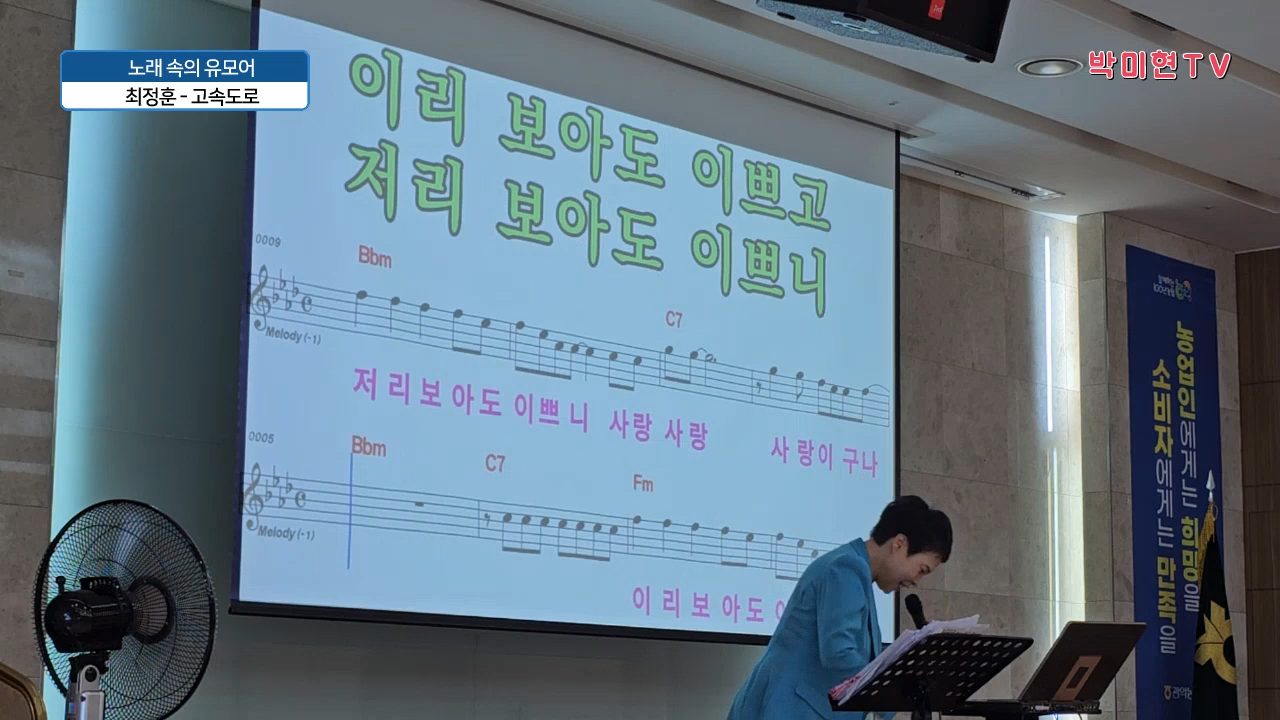 노래 속의 유모어
최정훈 - 고속도로
박미현TV
이리 보아도 이쁘고
저리 보아도 이쁘니
0009
Bbm
C7
Melody (-1)
저 리 보 아 도 이 쁘 니 사랑 사 랑 사 랑이 구나
0005
Bbm
C7
Fm
Melody (-1)
이 리 보 아 도
농업인에게는 희망을
소비자에게는 만족을